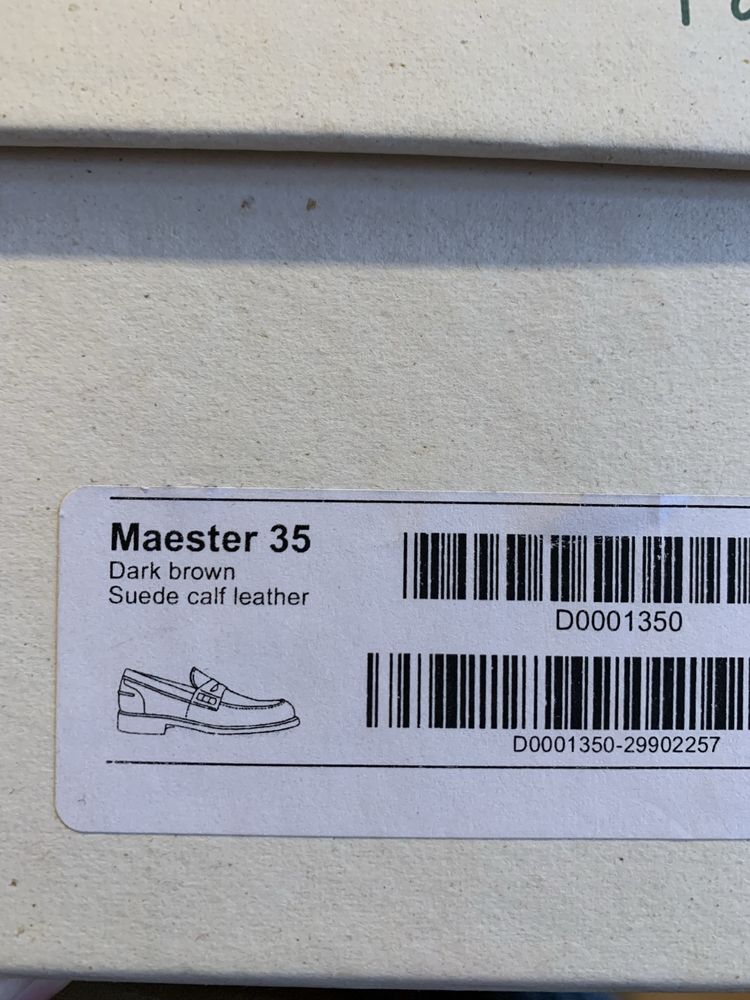 Maester 35
Dark brown
Suede calf leather
D0001350
D0001350-29902257